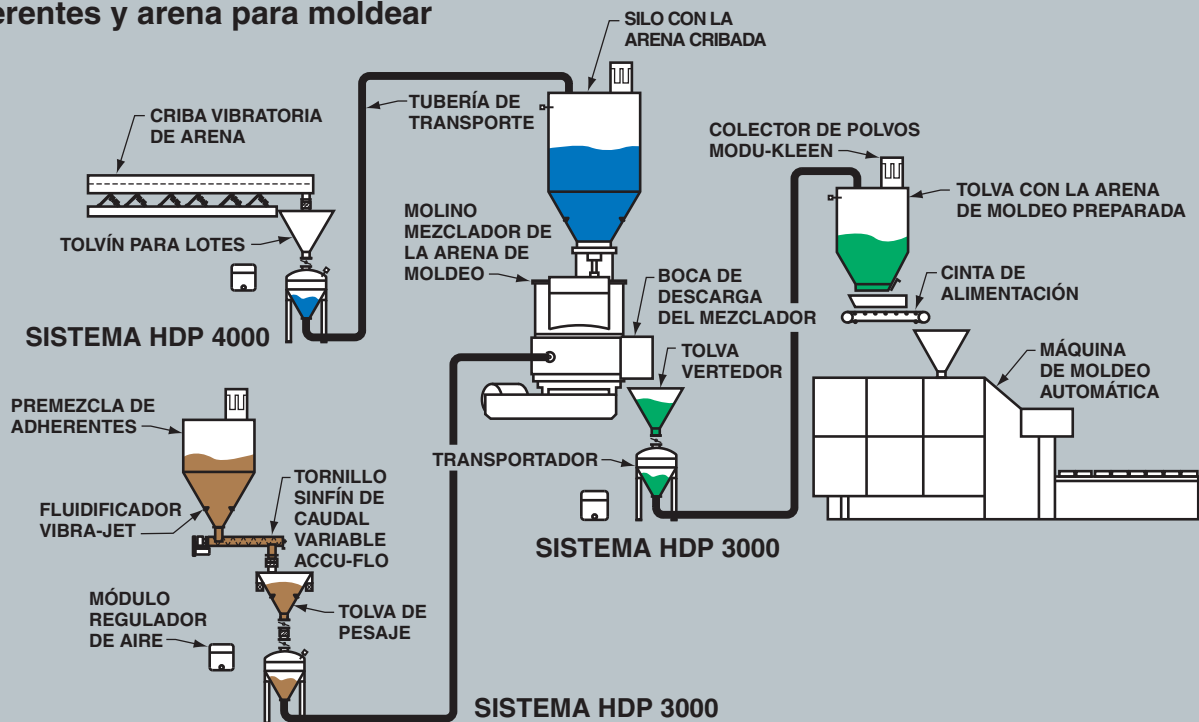 erentes y arena para moldear
SILO CON LA
ARENA CRIBADA
CRIBA VIBRATORIA
DE ARENA
TUBERÍA DE
TRANSPORTE
COLECTOR DE POLVOS
MODU-KLEEN
TOLVA CON LA ARENA
DE MOLDEO PREPARADA
TOLVÍN PARA LOTES
MOLINO
MEZCLADOR DE
LA ARENA DE
MOLDEO
BOCA DE
DESCARGA
DEL MEZCLADOR
CINTA DE
ALIMENTACIÓN
SISTEMA HDP 4000
TOLVA
VERTEDOR
MÁQUINA
DE MOLDEO
AUTOMÁTICA
PREMEZCLA DE
ADHERENTES
TRANSPORTADOR
TORNILLO
SINFÍN DE
CAUDAL
VARIABLE
ACCU-FLO
FLUIDIFICADOR
VIBRA-JET
SISTEMA HDP 3000
MÓDULO
REGULADOR
DE AIRE
TOLVA DE
PESAJE
SISTEMA HDP 3000